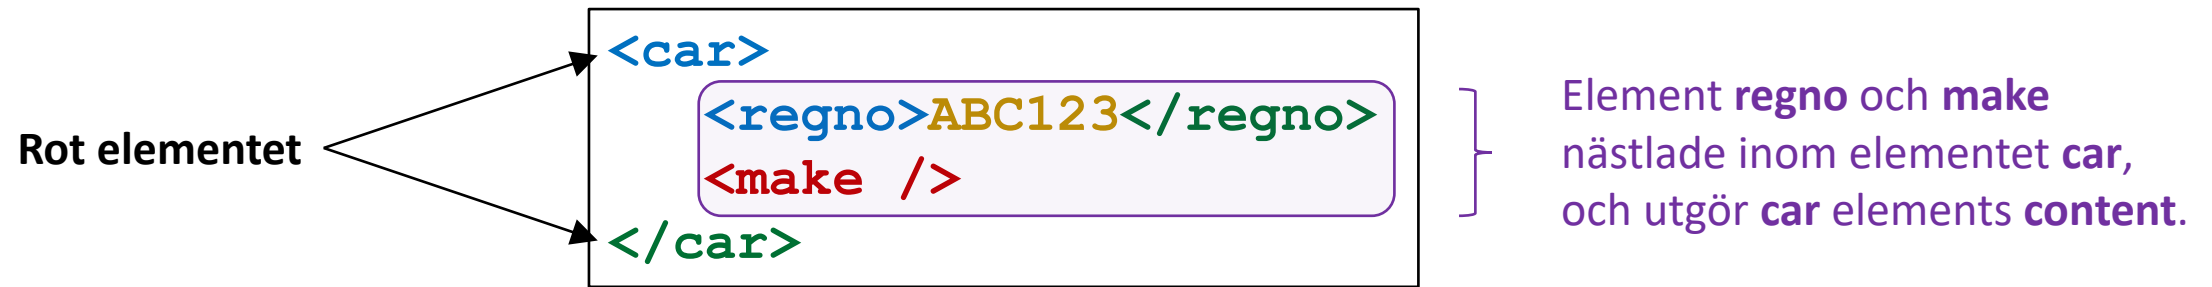 Rot elementet
<car>
<regno>ABC123</regno>
<make />
</car>
Element regno och make
nästlade inom elementet car,
och utgör car elements content.